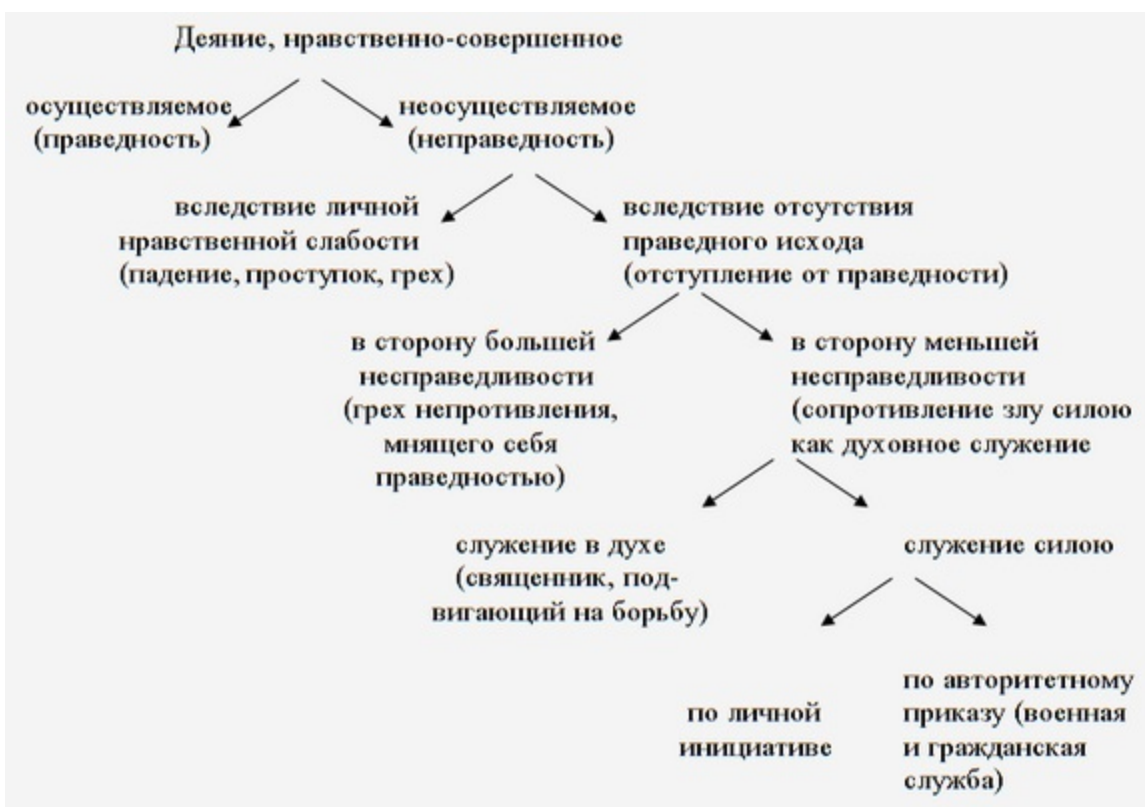 Деяние, нравственно-совершенное
осуществляемое
(праведность)
неосуществляемое
(неправедность)
вследствие личной
нравственной слабости
(падение, проступок, грех)
вследствие отсутствия
праведного исхода
(отступление от праведности)
в сторону большей
несправедливости
(грех непротивления,
мнящего себя
праведностью)
в сторону меньшей
несправедливости
(сопротивление злу силою
как духовное служение
служение в духе
(священник, под-
вигающий на борьбу)
служение силою
по личной
инициативе
по авторитетному
приказу (военная
и гражданская
служба)